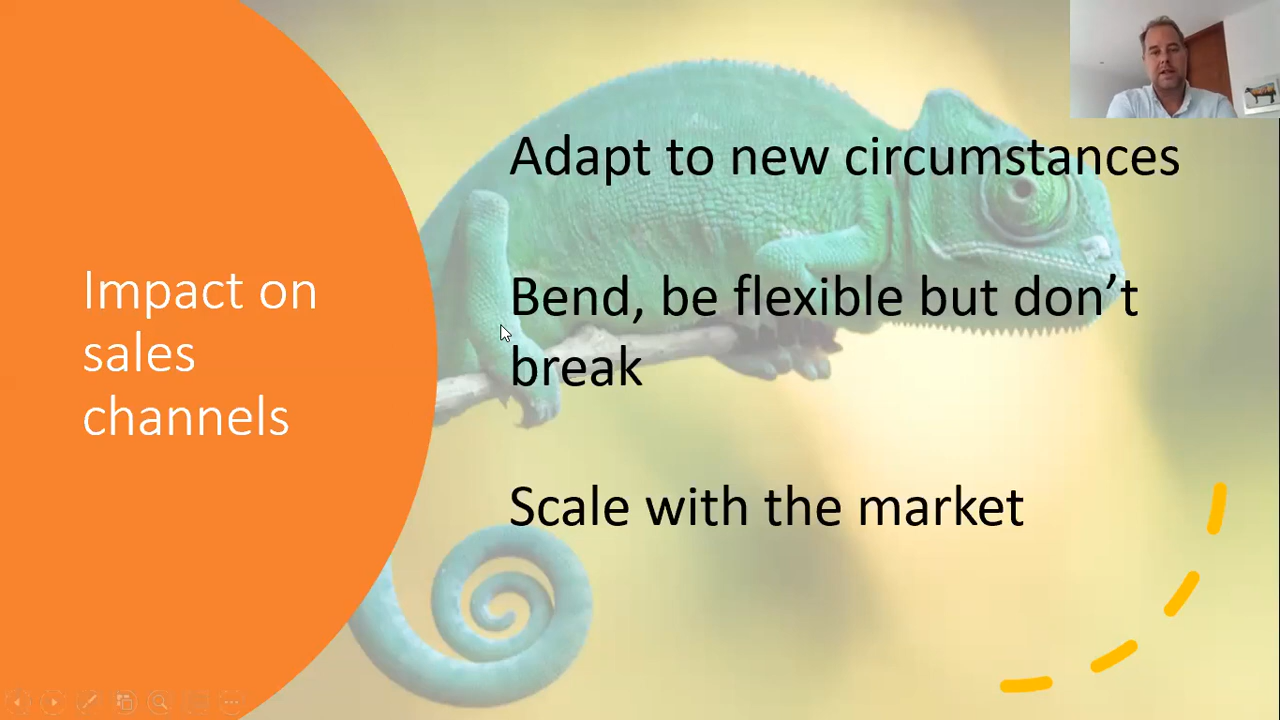 Impact on
sales
channels
Adapt to new circumstances
Bend, be flexible but don’t
break
Scale with the market